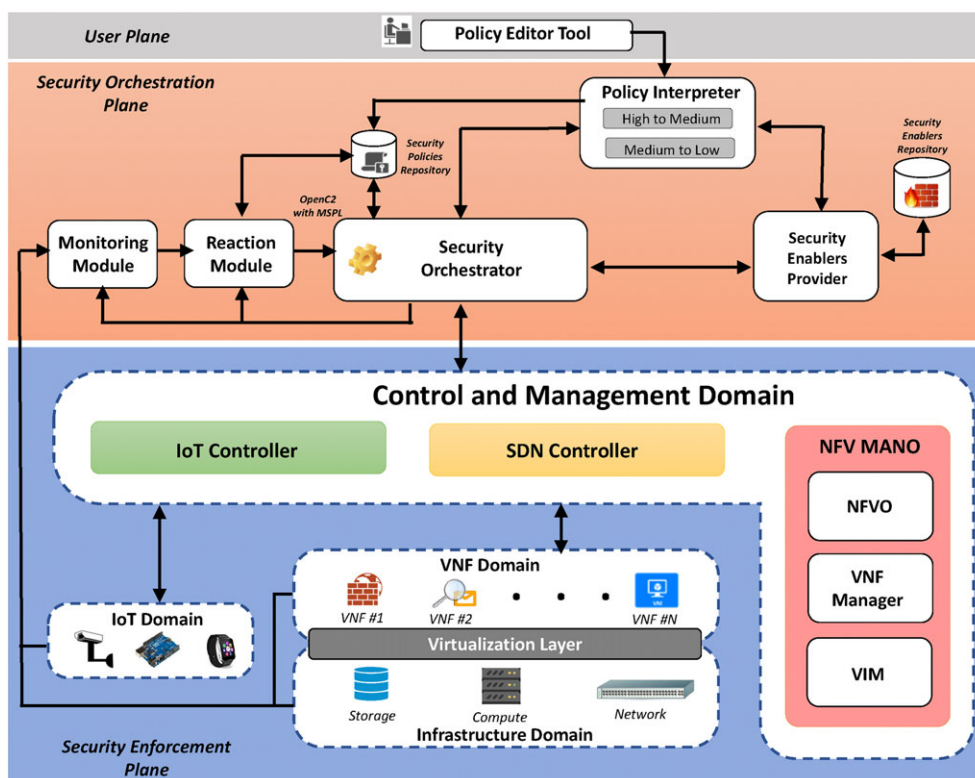 User Plane
Policy Editor Tool
Security Orchestration
Plane
Policy Interpreter
High to Medium
Medium to Low
Security
Policies
Repository
Security
Enablers
Repository
OpenC2
with MSPL
Monitoring
Module
Reaction
Module
Security
Orchestrator
Security
Enablers
Provider
Control and Management Domain
IoT Controller
SDN Controller
NFV MANO
NFVO
VNF
Manager
VIM
VNF Domain
VM
VNF #1
VNF #2
VNF #N
IoT Domain
Virtualization Layer
Storage
Compute
Network
Infrastructure Domain
Security Enforcement
Plane